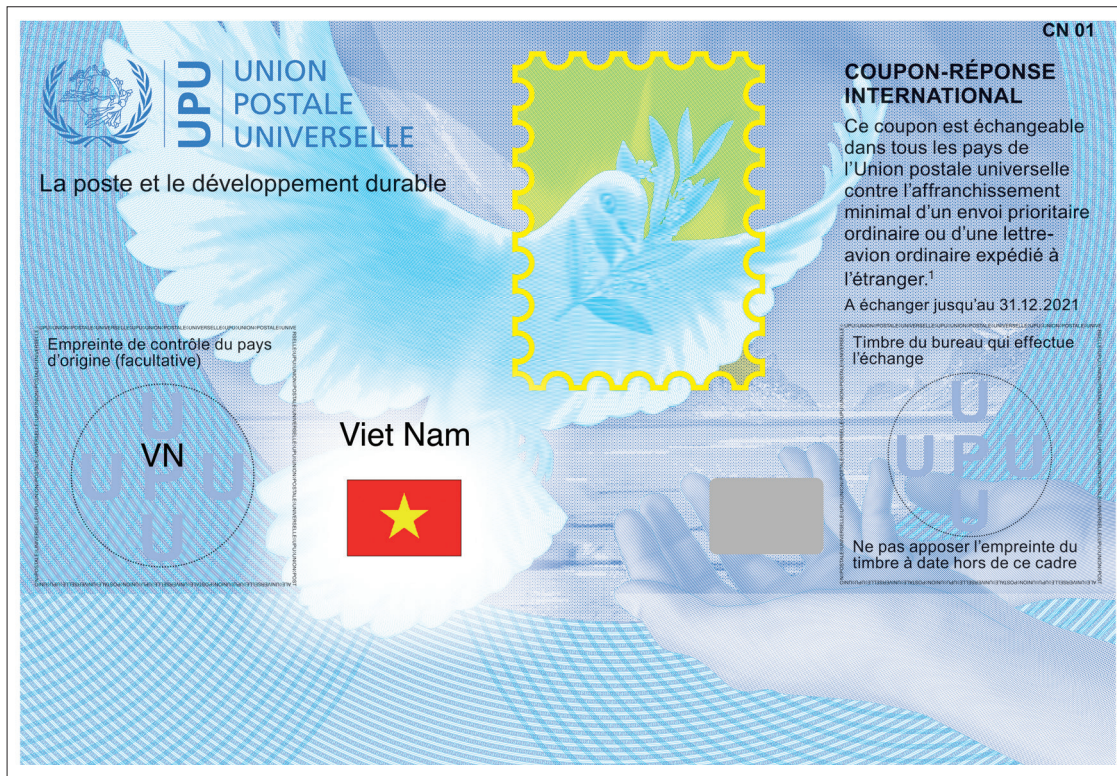 CN 01
UPU
UNION
POSTALE
UNIVERSELLE
La poste et le développement durable
COUPON-RÉPONSE
INTERNATIONAL
Ce coupon est échangeable
dans tous les pays de
l’Union postale universelle
contre l’affranchissement
minimal d’un envoi prioritaire
ordinaire ou d’une lettre-
avion ordinaire expédié à
l’étranger.¹
A échanger jusqu’au 31.12.2021
Empreinte de contrôle du pays
d’origine (facultative)
U
UPU
U
VN
Viet Nam
Timbre du bureau qui effectue
l’échange
U
UPU
U
Ne pas apposer l’empreinte du
timbre à date hors de ce cadre